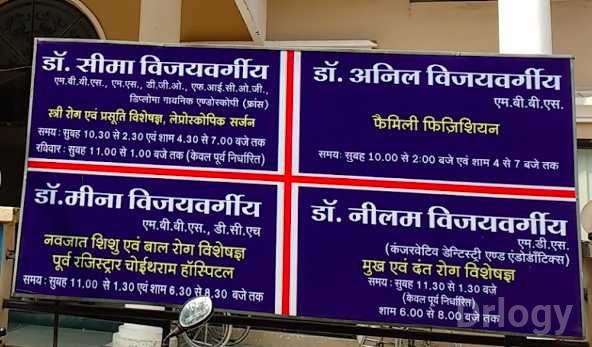 डॉ. सीमा विजयवर्गीय
एम.बी.बी.एस., एम.एस., डी.जी.ओ., एफ.आई.सी.ओ.जी.,
डिप्लोमा गायनिक एण्डोस्कोपी (फ्रांस)
स्त्री रोग एवं प्रसूति विशेषज्ञ, लेप्रोस्कोपिक सर्जन
समय: सुबह 10.30 से 2.30 एवं शाम 4.30 से 7.00 बजे तक
रविवार : सुबह 11.00 से 1.00 बजे तक (केवल पूर्व निर्धारित)
डॉ. अनिल विजयवर्गीय
एम.बी.बी.एस.
फैमिली फिज़िशियन
समय: सुबह 10.00 से 2:00 बजे एवं शाम 4 से 7 बजे तक
डॉ.मीना विजयवर्गीय
एम.बी.बी.एस., डी.सी.एच
नवजात शिशु एवं बाल रोग विशेषज्ञ
पूर्व रजिस्ट्रार चोईथराम हॉस्पिटल
समय : सुबह 11.00 से 1.30 एवं शाम 6.30 से 8.30 बजे तक
डॉ. नीलम विजयवर्गीय
एम.डी.एस.
(कंजरवेटिव डेन्टिस्ट्री एण्ड एंडोडॉंटिक्स)
मुख एवं दंत रोग विशेषज्ञ
समय : सुबह 11.30 से 1.30 बजे
(केवल पूर्व निर्धारित)
शाम 6.00 से 8.00 बजे तक
Drlogy